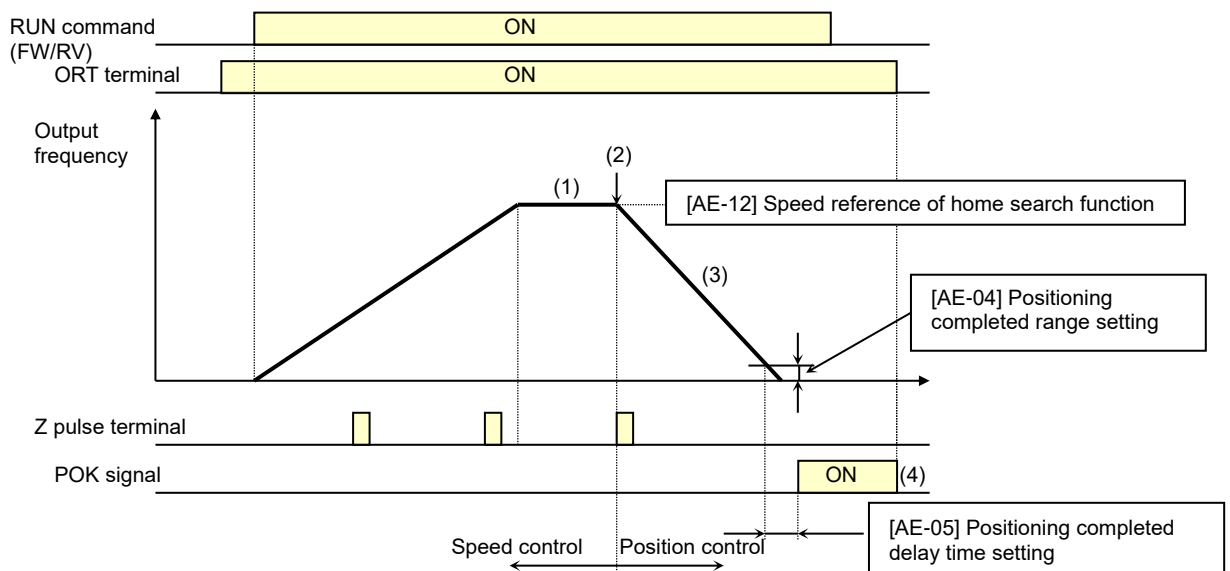 RUN command
(FW/RV)
ON
ORT terminal
ON
Output
frequency
(1)
(2)
[AE-12] Speed reference of home search function
(3)
[AE-04] Positioning
completed range setting
Z pulse terminal
POK signal
ON
(4)
[AE-05] Positioning completed
delay time setting
Speed control
Position control